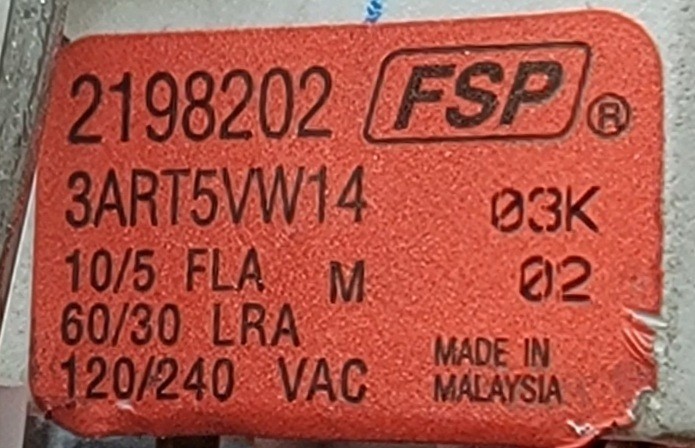 2198202 FSP®
3ART5VW14 03K
10/5 FLA M 02
60/30 LRA
120/240 VAC
MADE IN
MALAYSIA